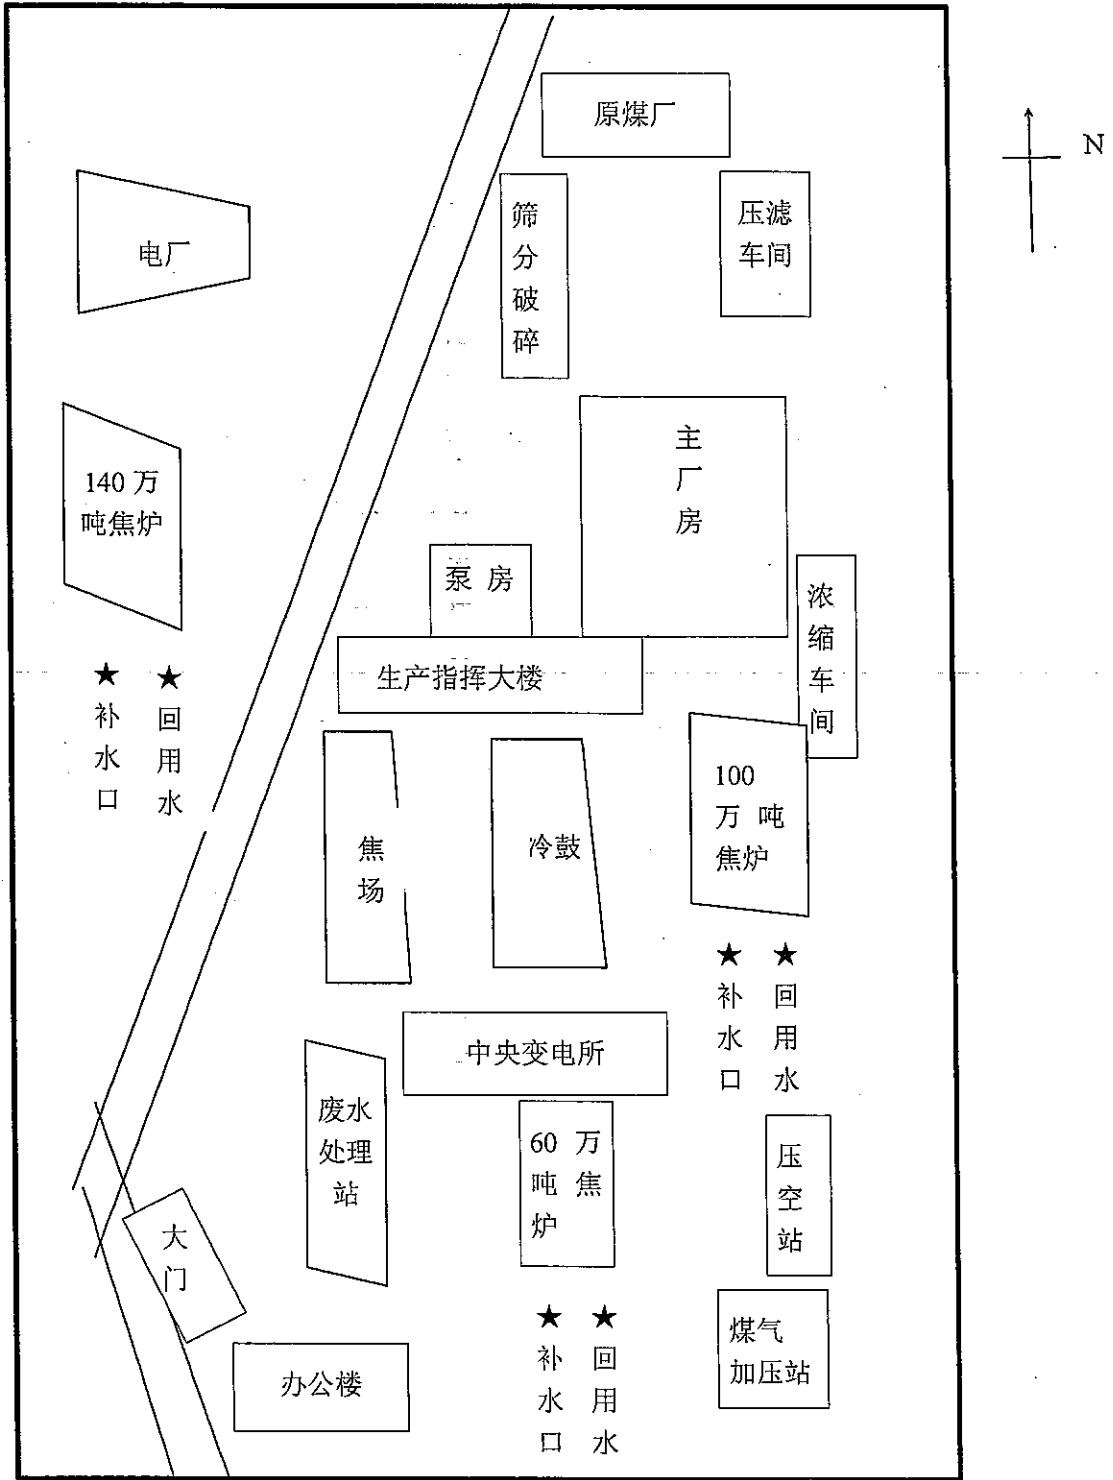 原煤厂
N
筛
分
破
碎
压滤
车间
电厂
主
厂
房
140 万
吨焦炉
泵 房
浓
缩
车
间
生产指挥大楼
★ ★
补 回
水 用
口 水
100
万 吨
焦炉
冷鼓
焦
场
★ ★
补 回
水 用
口 水
中央变电所
废水
处理
站
60 万
吨 焦
炉
压
空
站
大
门
煤气
加压站
★ ★
补 回
水 用
口 水
办公楼